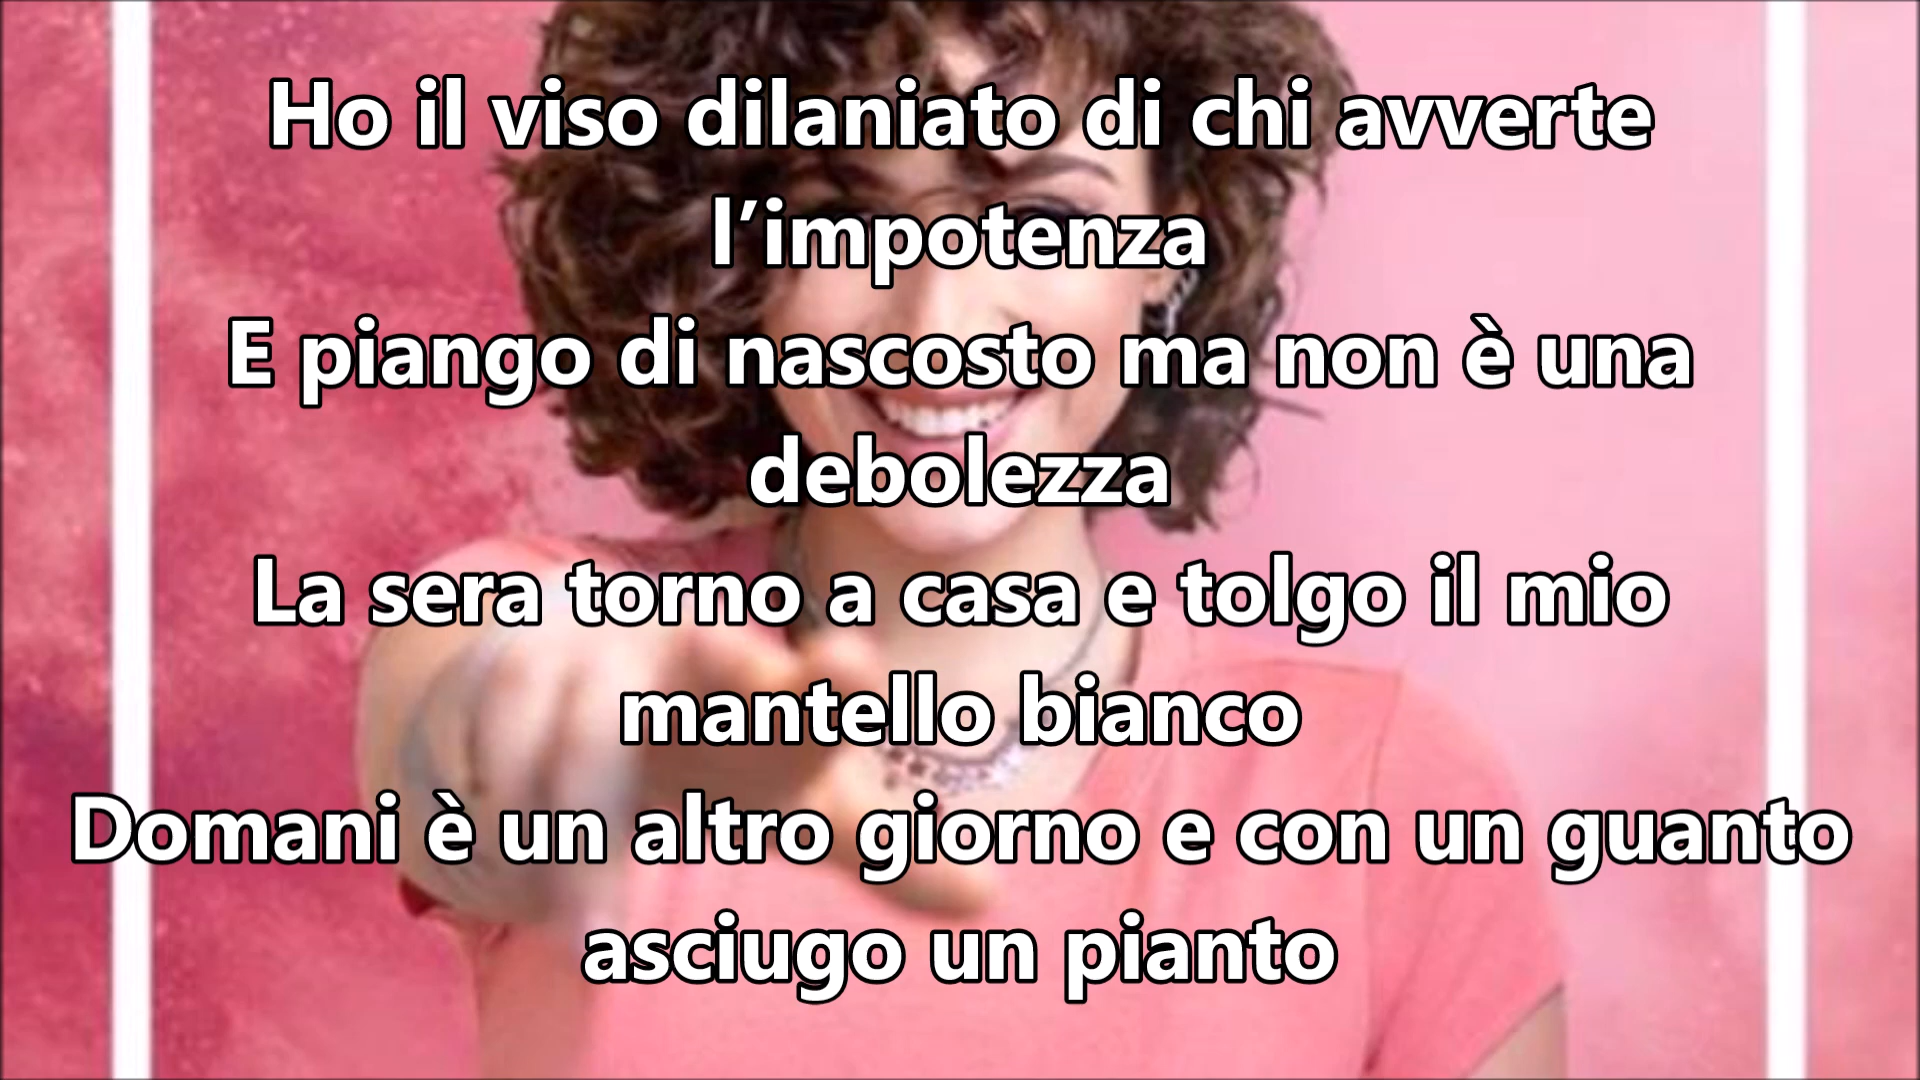 Ho il viso dilaniato di chi avverte
l’impotenza
E piango di nascosto ma non è una
debolezza
La sera torno a casa e tolgo il mio
mantello bianco
Domani è un altro giorno e con un guanto
asciugo un pianto